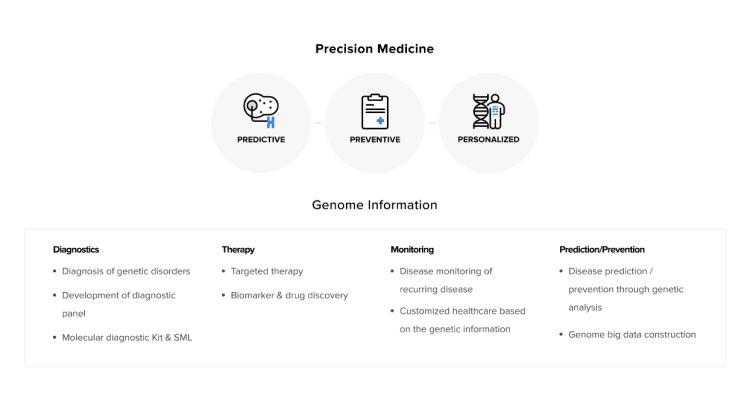 Precision Medicine
PREDICTIVE
PREVENTIVE
PERSONALIZED
Genome Information
Diagnostics
• Diagnosis of genetic disorders
• Development of diagnostic
panel
• Molecular diagnostic Kit & SML
Therapy
• Targeted therapy
• Biomarker & drug discovery
Monitoring
• Disease monitoring of
recurring disease
• Customized healthcare based
on the genetic information
Prediction/Prevention
• Disease prediction /
prevention through genetic
analysis
• Genome big data construction